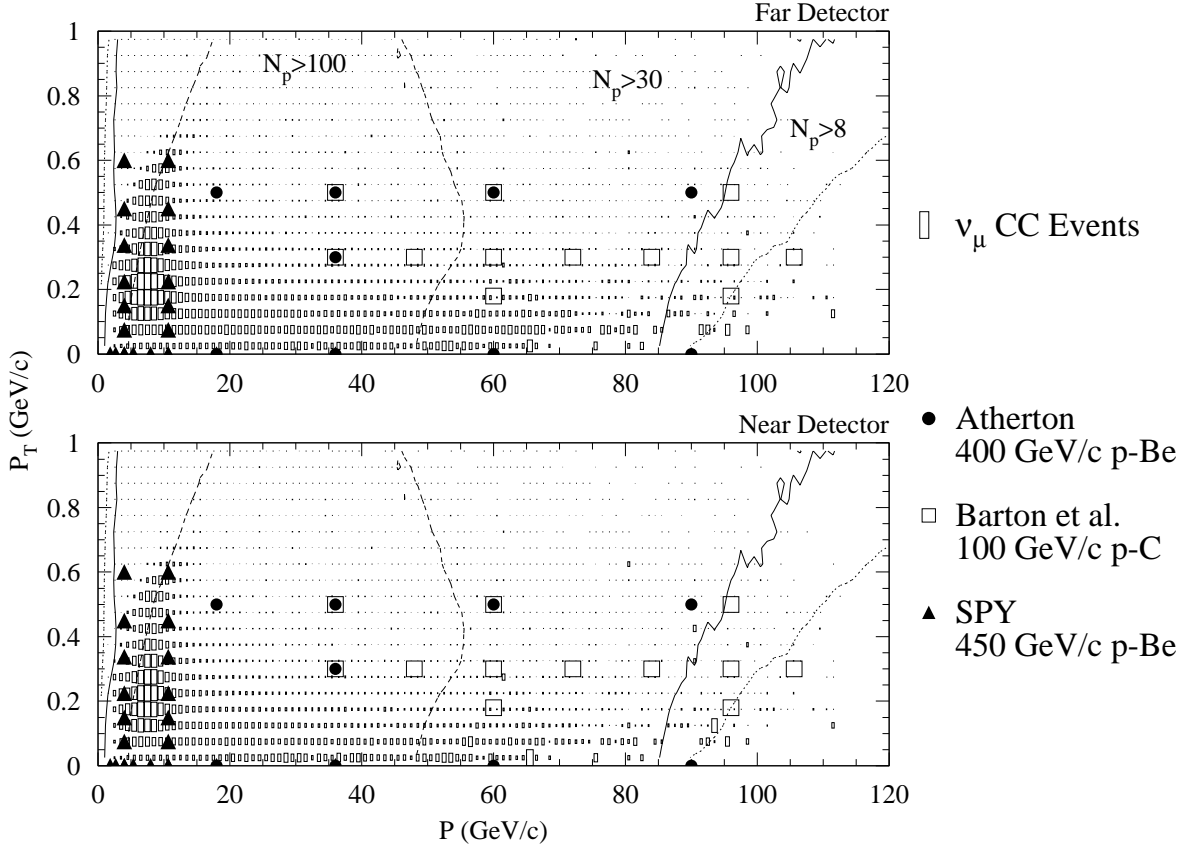 Far Detector
1
0.8
0.6
0.4
0.2
0
N_p>100
N_p>30
N_p>8
0 20 40 60 80 100 120
ν_μ CC Events
P_T (GeV/c)
Near Detector
1
0.8
0.6
0.4
0.2
0
0 20 40 60 80 100 120
P (GeV/c)
Atherton
400 GeV/c p-Be
Barton et al.
100 GeV/c p-C
SPY
450 GeV/c p-Be